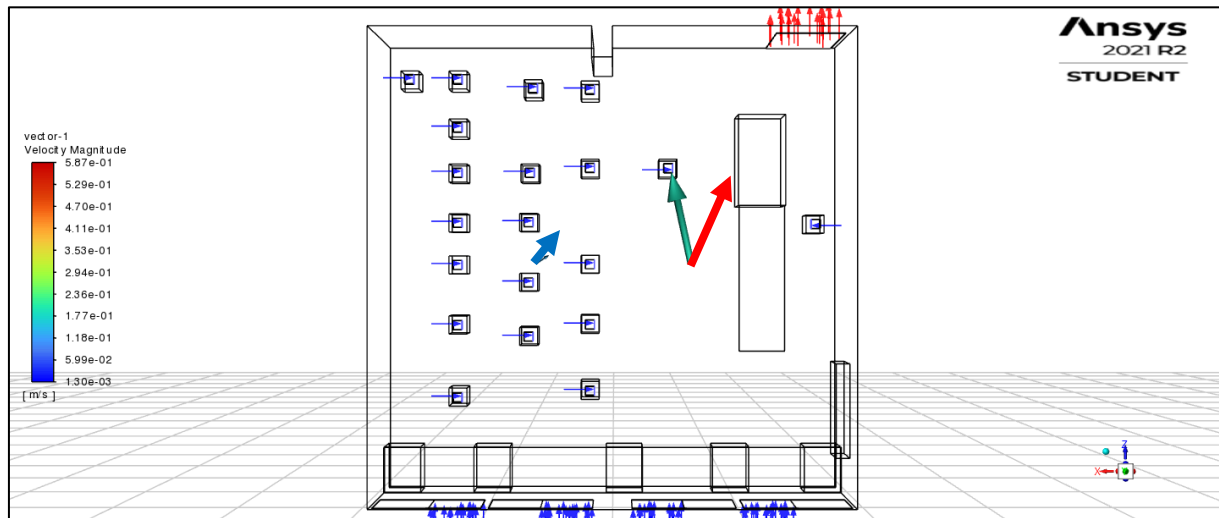 Ansys
2021 R2
STUDENT
vector-1
Velocity Magnitude
5.87e-01
5.29e-01
4.70e-01
4.11e-01
3.53e-01
2.94e-01
2.36e-01
1.77e-01
1.18e-01
5.99e-02
1.30e-03
[ m/s ]
Z
X